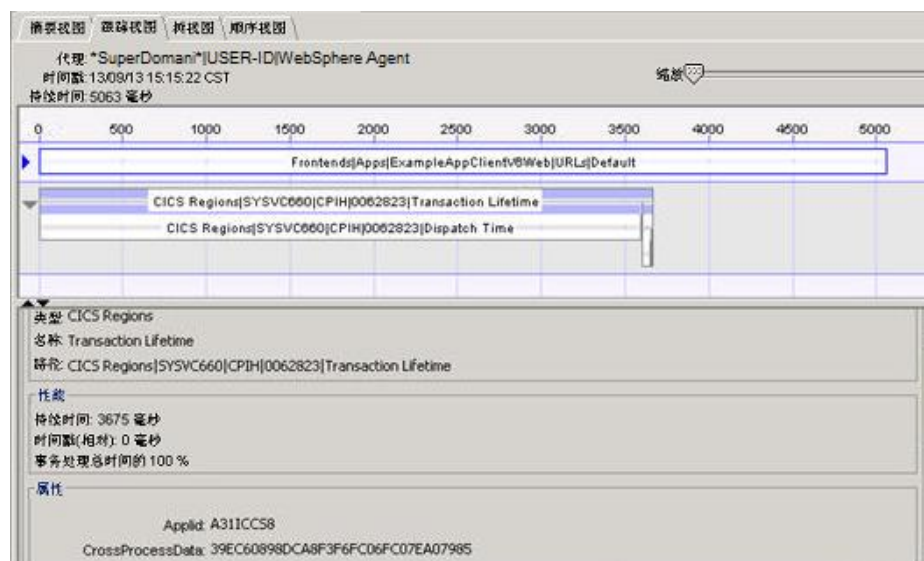 摘要视图 跟踪视图 树视图 顺序视图
代理: *SuperDomani*|USER-ID|WebSphere Agent
时间戳: 13/09/13 15:15:22 CST
缩放
持续时间: 5063 毫秒
0 500 1000 1500 2000 2500 3000 3500 4000 4500 5000
Frontends|Apps|ExampleAppClientV6Web|URLs|Default
CICS Regions|SYSVC660|CPIH|0062823|Transaction Lifetime
CICS Regions|SYSVC660|CPIH|0062823|Dispatch Time
类型: CICS Regions
名称: Transaction Lifetime
路径: CICS Regions|SYSVC660|CPIH|0062823|Transaction Lifetime
性能
持续时间: 3675 毫秒
时间戳(相对): 0 毫秒
事务处理总时间的 100 %
属性
Applid: A31ICCS8
CrossProcessData: 39EC60898DCA8F3F6FC06FC07EA07985